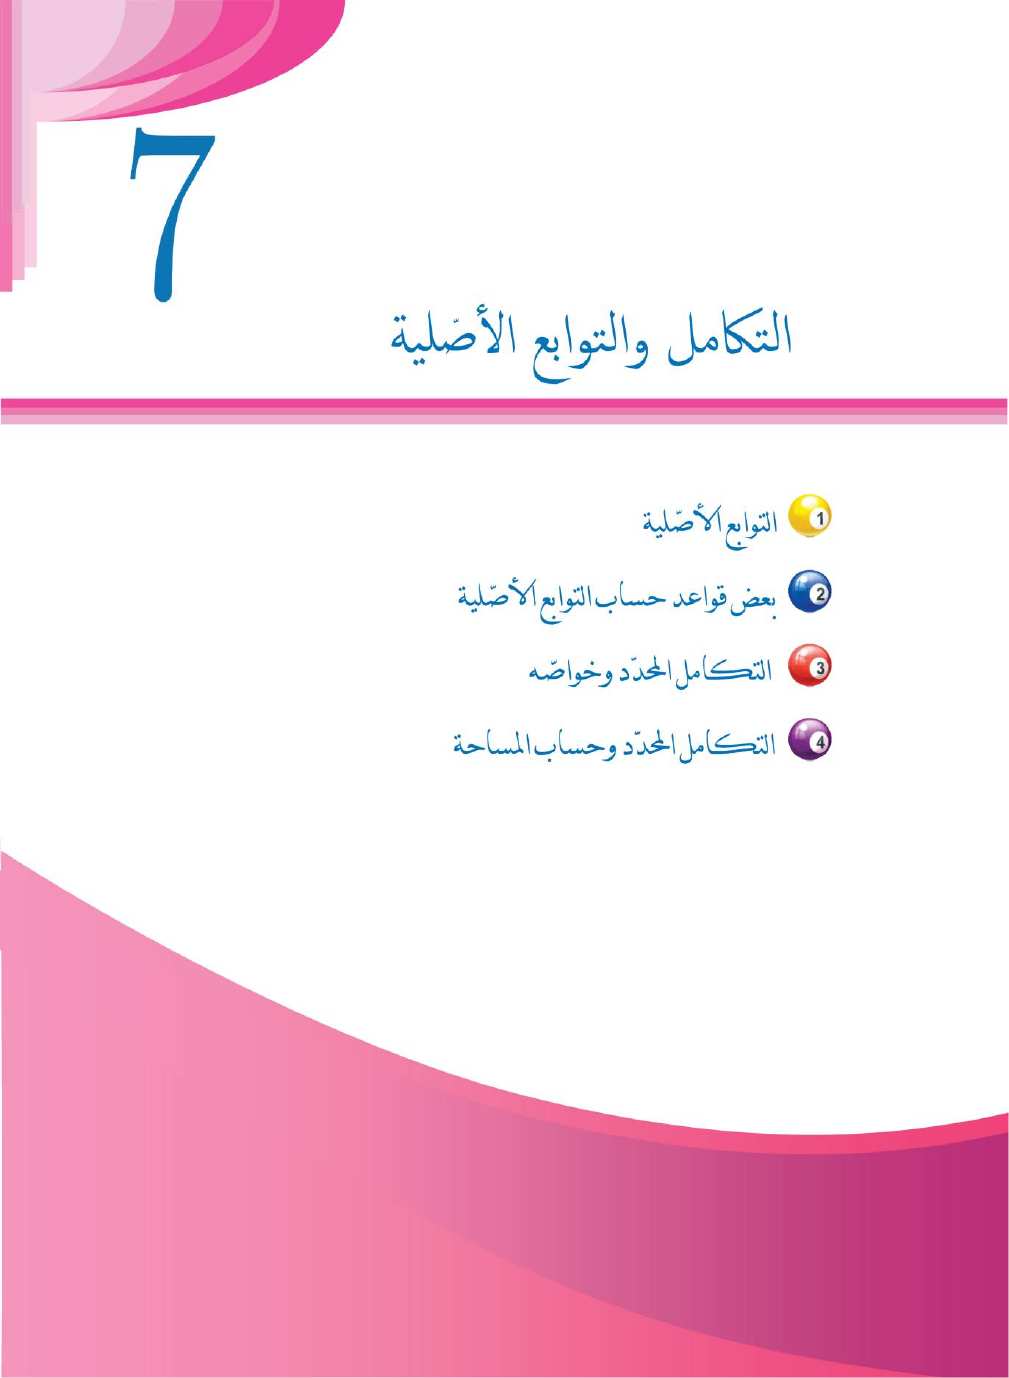 7
التكامل والتوابع الأصّلية
1 التوابع الأصّلية
2 بعض قواعد حساب التوابع الأصّلية
3 التكامل المحدّد وخواصّه
4 التكامل المحدّد وحساب المساحة